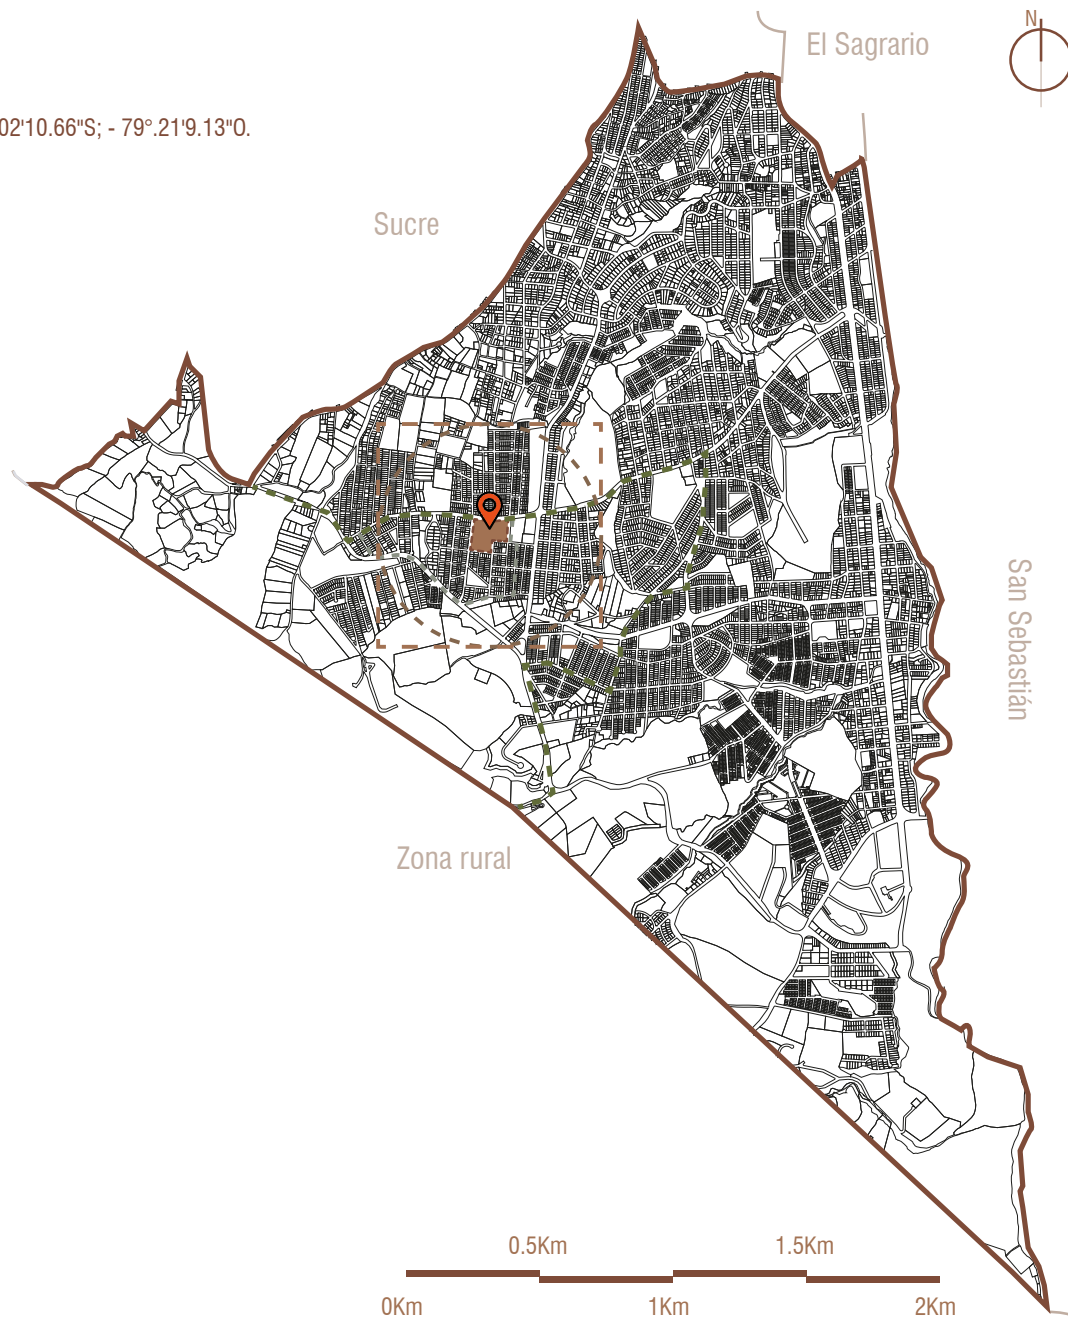 N
El Sagrario
02'10.66"S; - 79°.21'9.13"O.
Sucre
San Sebastián
Zona rural
0.5Km
1.5Km
0Km
1Km
2Km